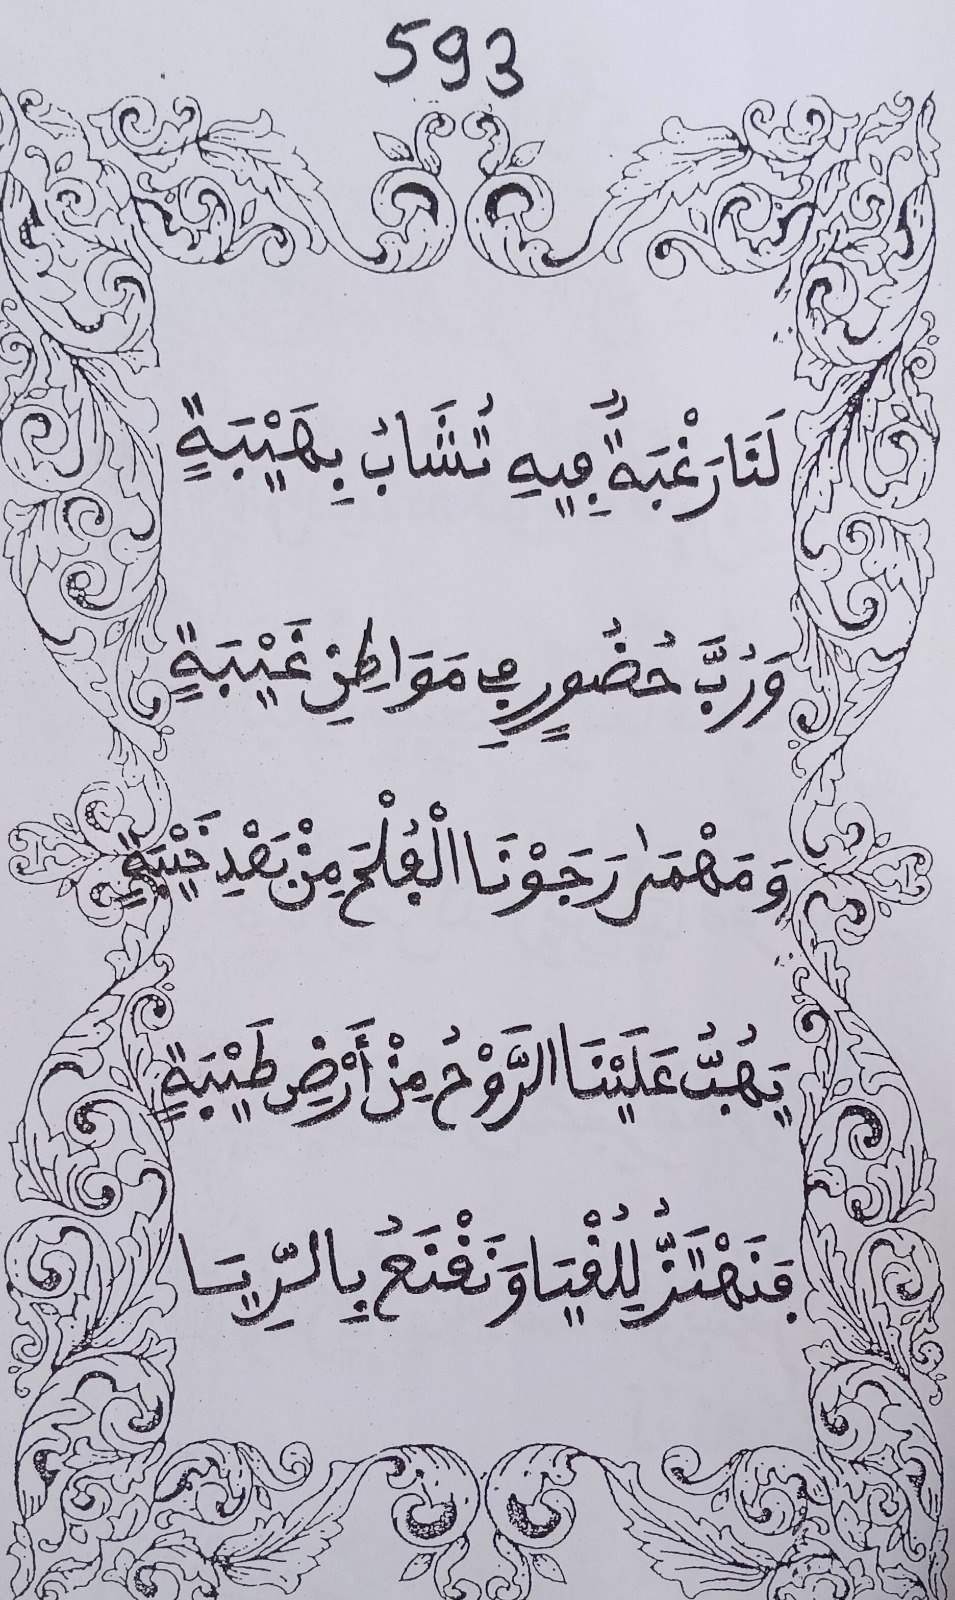 593
لَنَا رَغْبَةٌ فِيهِ تُشَابُ بِهَيْبَةٍ
وَرُبَّ حُضُورٍ فِي مَوَاطِنِ غَيْبَةٍ
وَمَهْمَا رَجَوْنَا الْفُلْحَ مِنْ بَعْدِ خَيْبَةٍ
يَهُبُّ عَلَيْنَا الرَّوْحُ مِنْ أَرْضِ طَيْبَةٍ
فَنَهْتَزُّ لِلُقْيَا وَنَقْنَعُ بِالرِّيَا